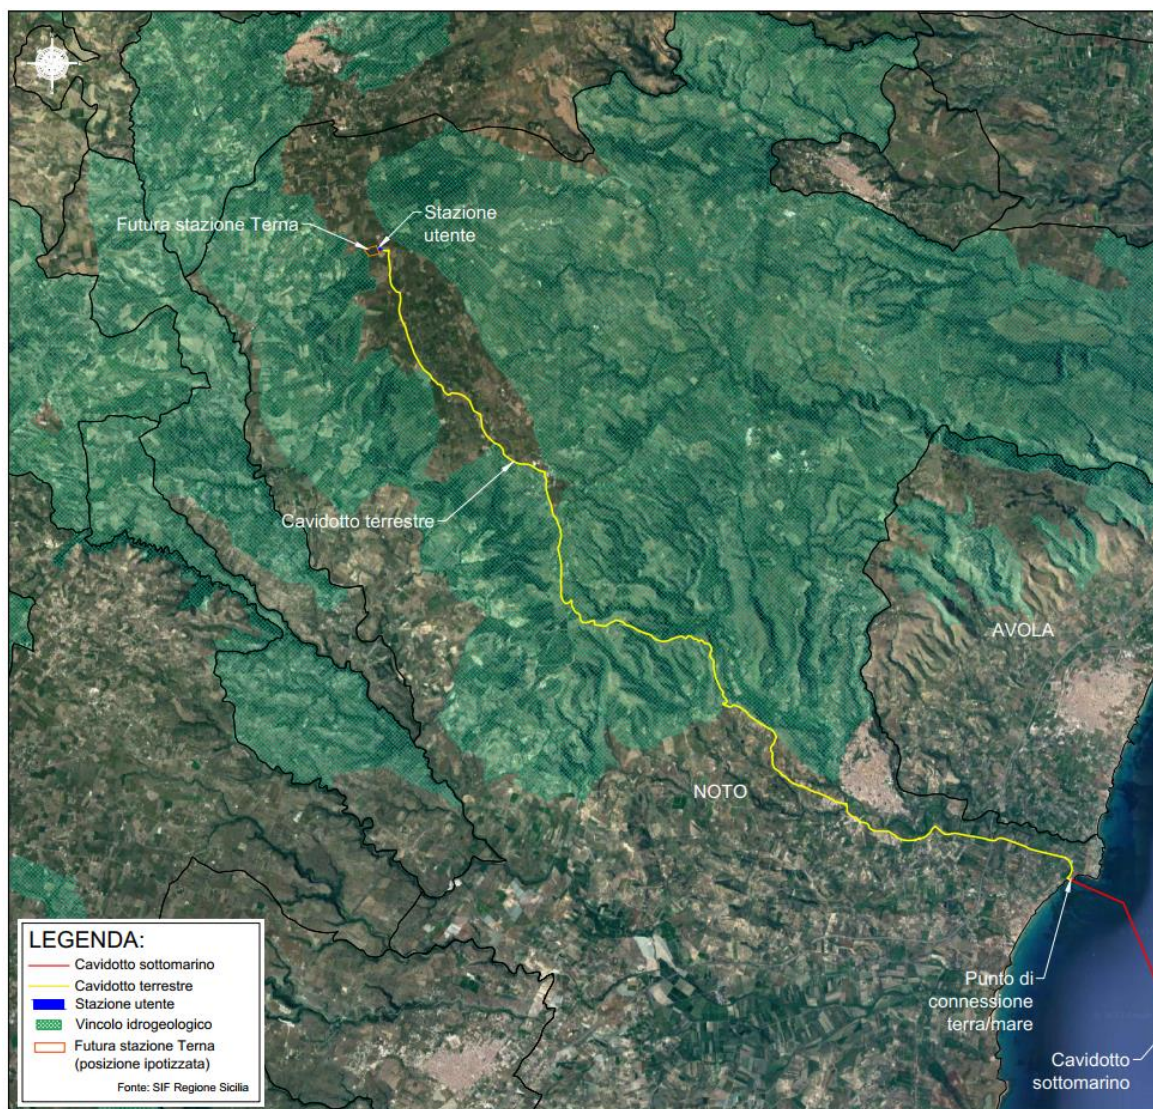 Futura stazione Terna
Stazione
utente
Cavidotto terrestre
AVOLA
NOTO
Punto di
connessione
terra/mare
Cavidotto
sottomarino
LEGENDA:
Cavidotto sottomarino
Cavidotto terrestre
Stazione utente
Vincolo idrogeologico
Futura stazione Terna
(posizione ipotizzata)
Fonte: SIF Regione Sicilia